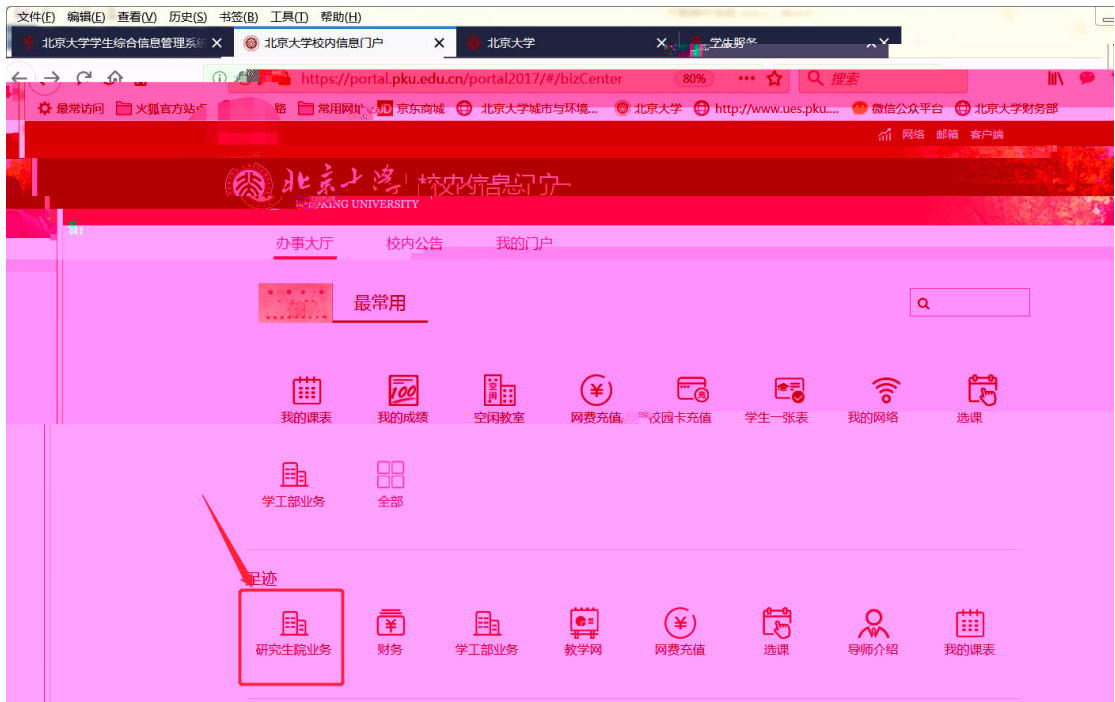 文件(F) 编辑(E) 查看(V) 历史(S) 书签(B) 工具(T) 帮助(H)
北京大学学生综合信息管理系统 北京大学校内信息门户 北京大学 学生服务
https://portal.pku.edu.cn/portal2017/#/bizCenter 80% 搜索
最常访问 火狐官方站点 常用网址 JD 京东商城 北京大学城市与环境... 北京大学 http://www.ues.pku.... 微信公众平台 北京大学财务部
网络 邮箱 客户端
北京大学 校内信息门户
PEKING UNIVERSITY
办事大厅 校内公告 我的门户
最常用
我的课表 我的成绩 空闲教室 网费充值 校园卡充值 学生一张表 我的网络 选课
学工部业务 全部
足迹
研究生院业务 财务 学工部业务 教学网 网费充值 选课 导师介绍 我的课表